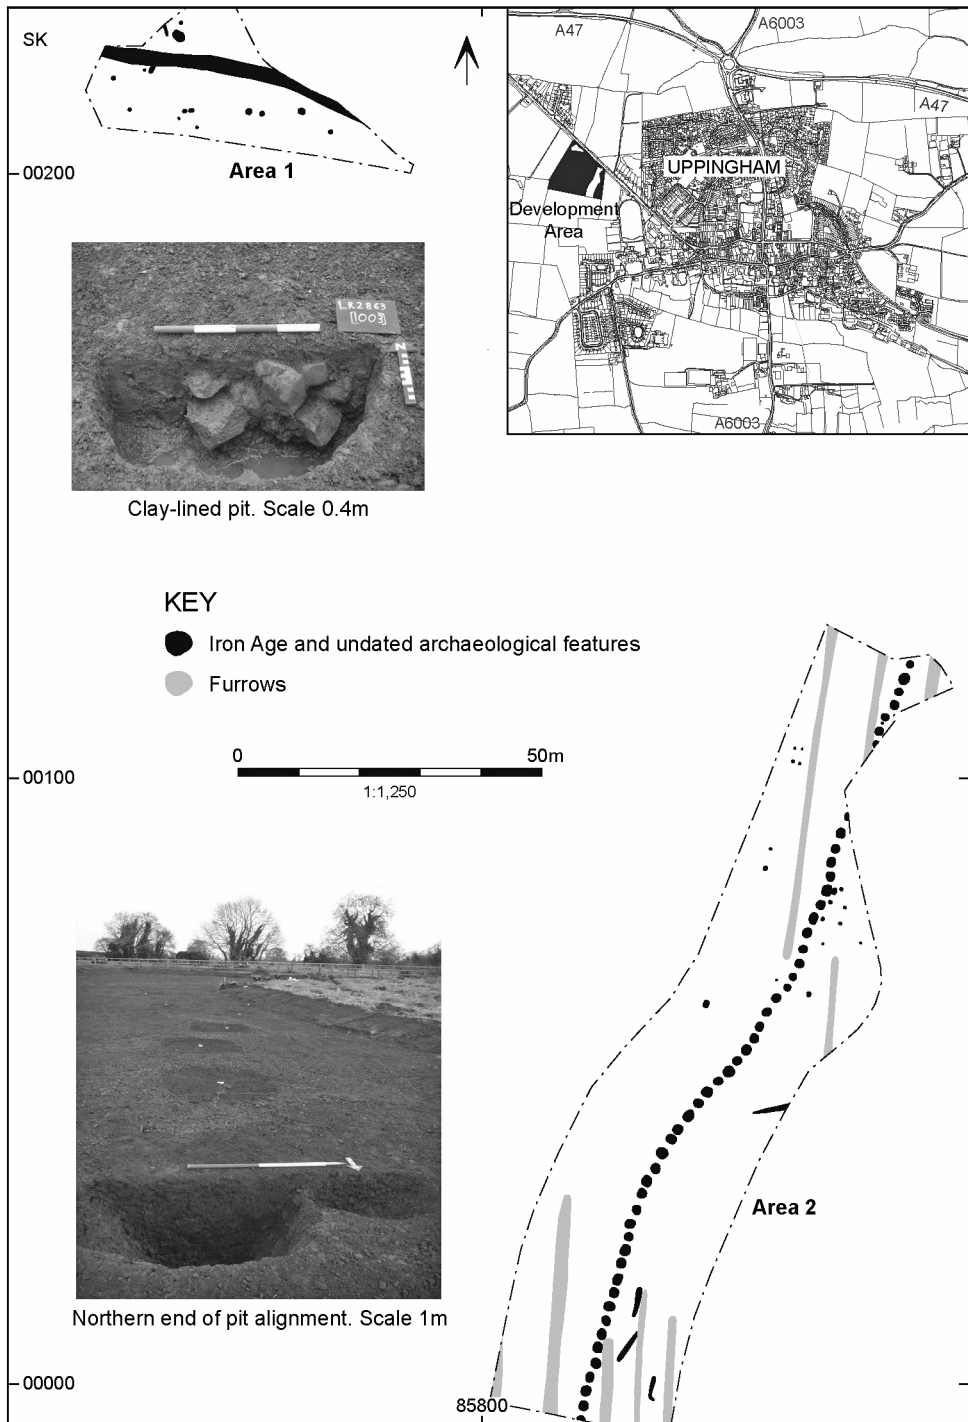 SK
A47
A6003
A47
Area 1
00200
UPPINGHAM
Development
Area
LR2863
[1003]
N
A6003
Clay-lined pit. Scale 0.4m
KEY
Iron Age and undated archaeological features
Furrows
0
50m
1:1,250
00100
Area 2
Northern end of pit alignment. Scale 1m
00000
85800